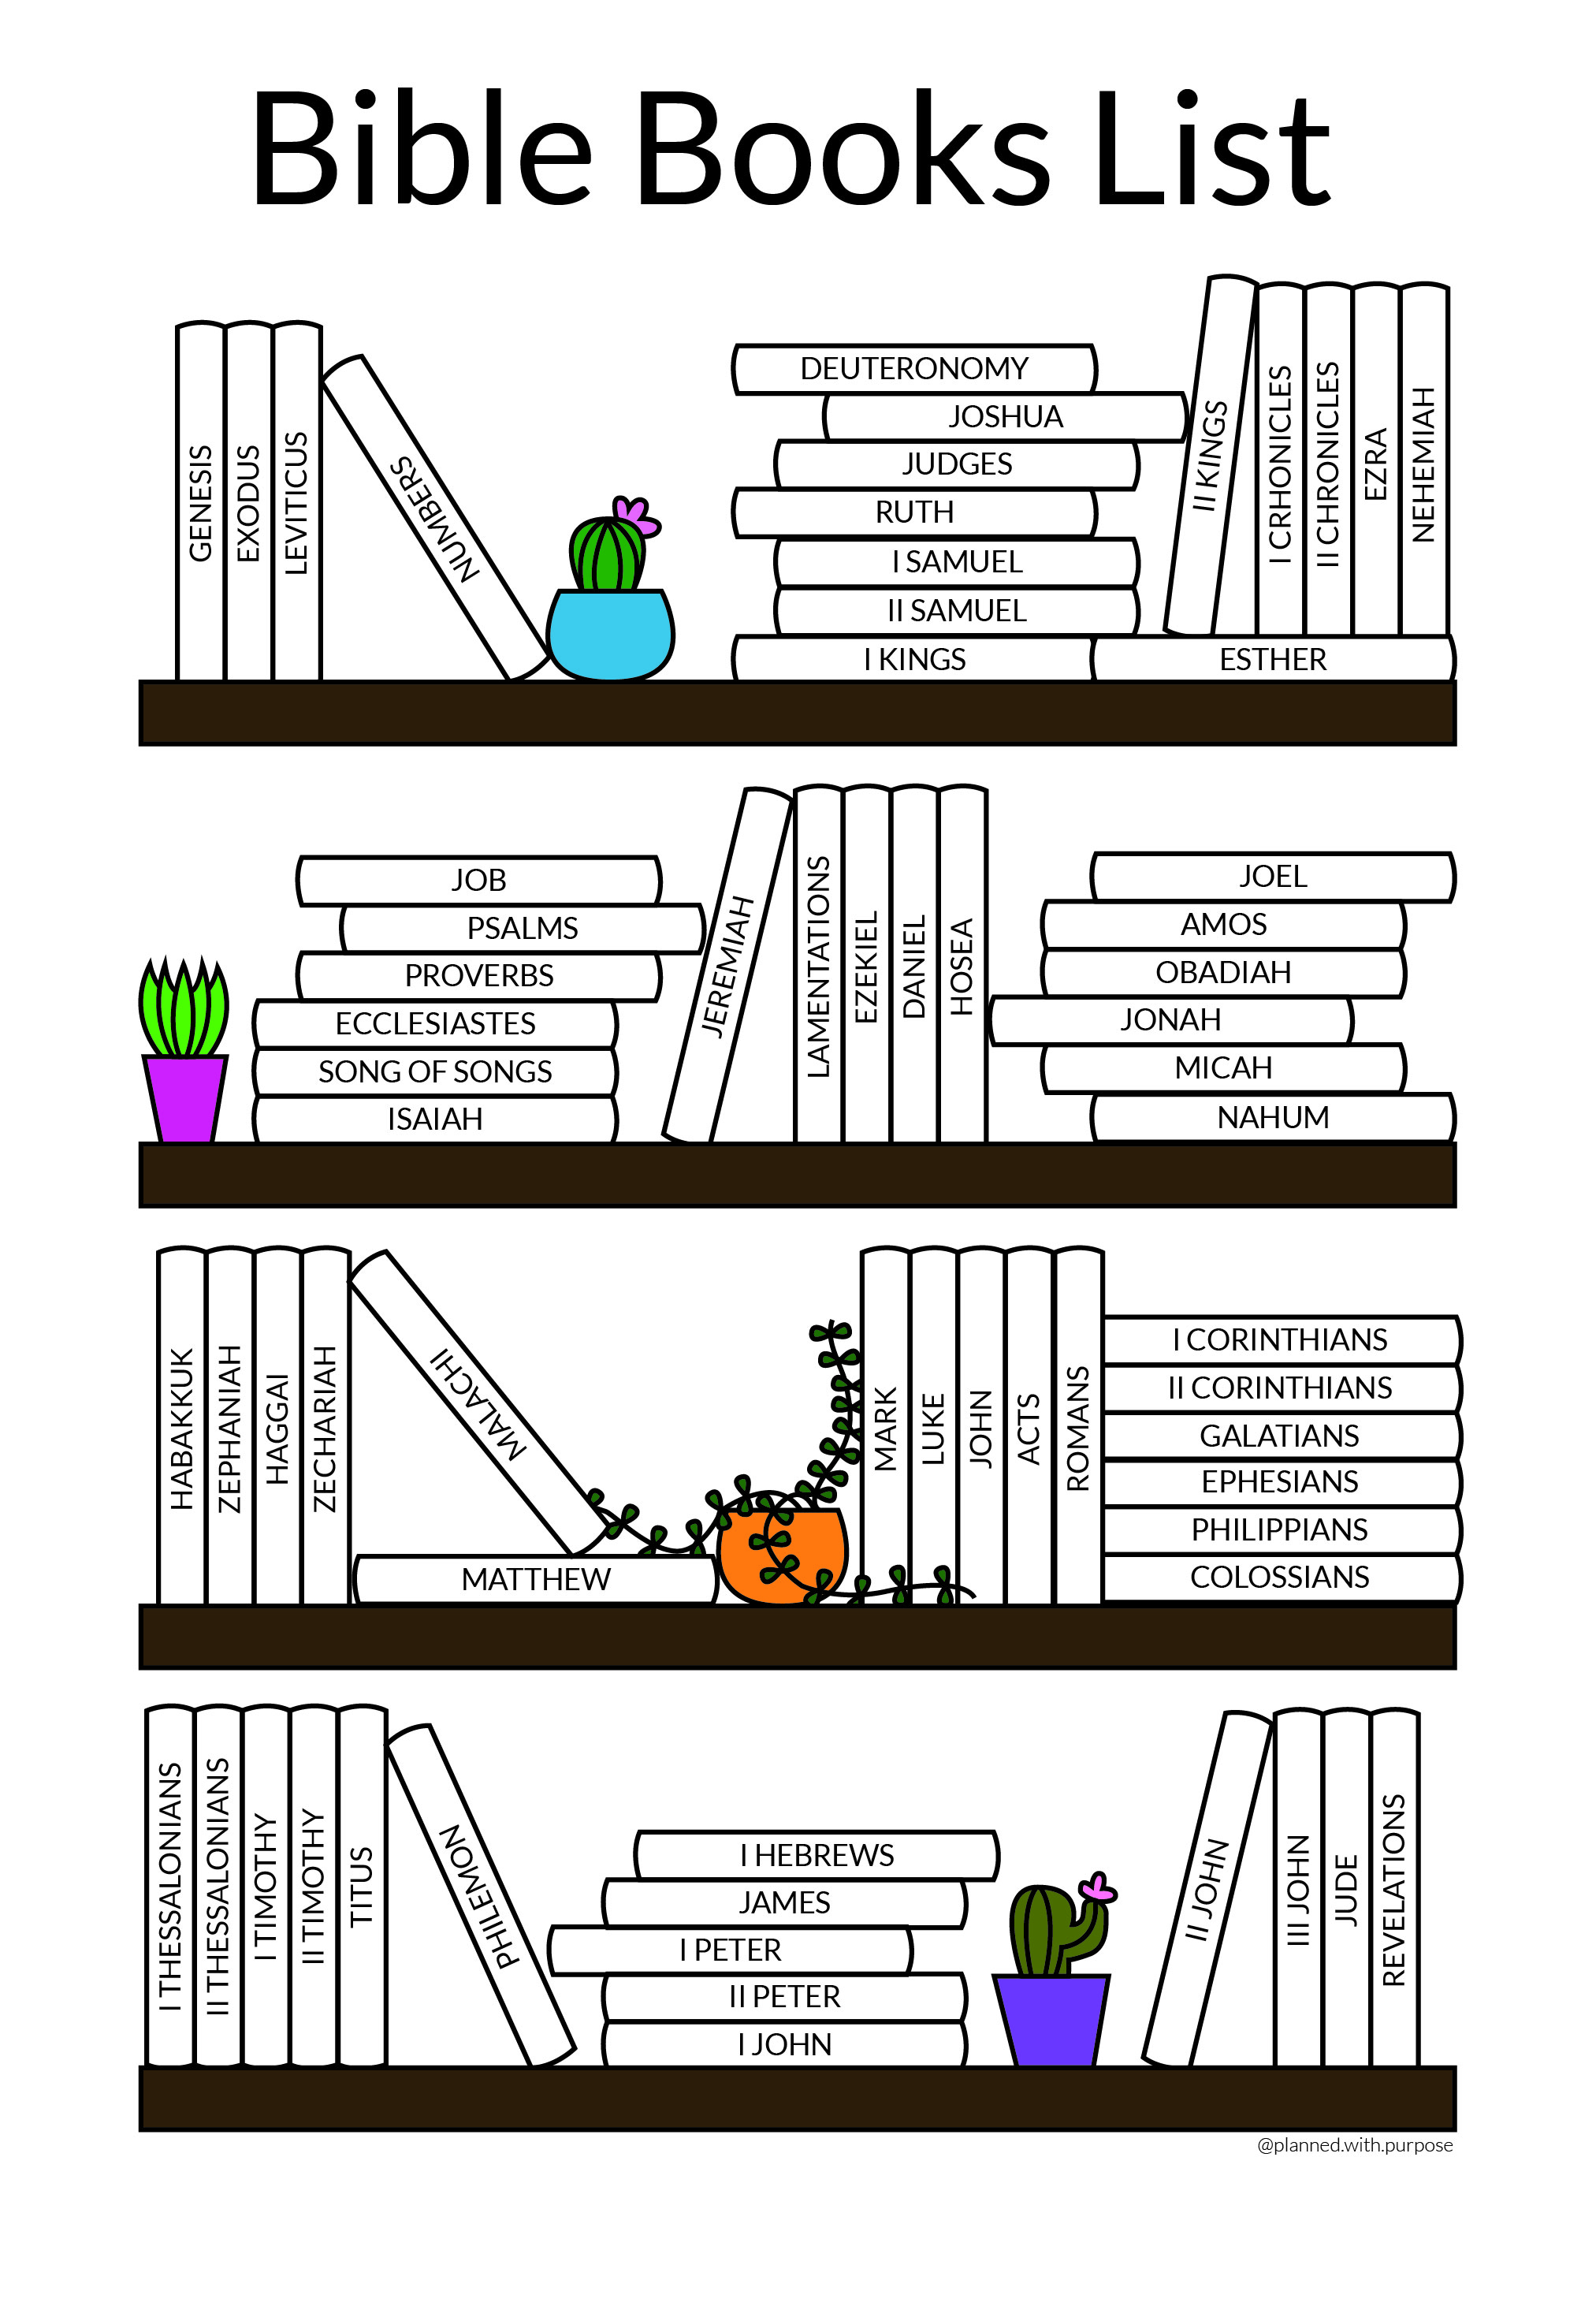 Bible Books List
GENESIS
EXODUS
LEVITICUS
NUMBERS
DEUTERONOMY
JOSHUA
JUDGES
RUTH
I SAMUEL
II SAMUEL
I KINGS
II KINGS
I CRHONICLES
II CHRONICLES
EZRA
NEHEMIAH
ESTHER
JOB
PSALMS
PROVERBS
ECCLESIASTES
SONG OF SONGS
ISAIAH
JEREMIAH
LAMENTATIONS
EZEKIEL
DANIEL
HOSEA
JOEL
AMOS
OBADIAH
JONAH
MICAH
NAHUM
HABAKKUK
ZEPHANIAH
HAGGAI
ZECHARIAH
MALACHI
MATTHEW
MARK
LUKE
JOHN
ACTS
ROMANS
I CORINTHIANS
II CORINTHIANS
GALATIANS
EPHESIANS
PHILIPPIANS
COLOSSIANS
I THESSALONIANS
II THESSALONIANS
I TIMOTHY
II TIMOTHY
TITUS
PHILEMON
I HEBREWS
JAMES
I PETER
II PETER
I JOHN
II JOHN
III JOHN
JUDE
REVELATIONS
@planned.with.purpose